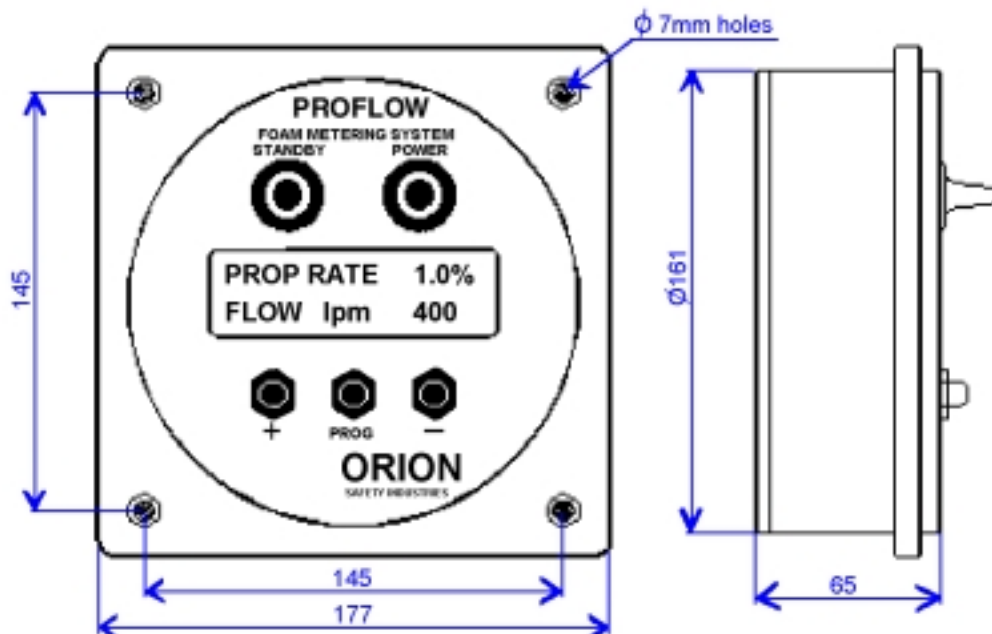 ϕ 7mm holes
PROFLOW
FOAM METERING SYSTEM
STANDBY POWER
PROP RATE 1.0%
FLOW lpm 400
+ PROG −
ORION
SAFETY INDUSTRIES
145
145
177
Ø161
65